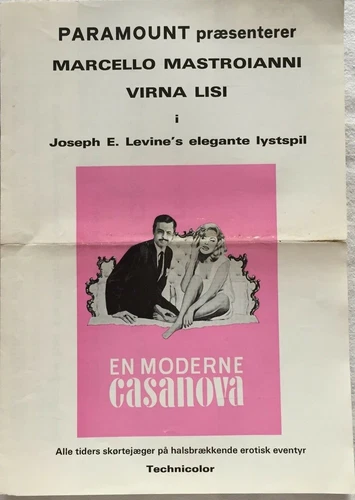 PARAMOUNT præsenterer
MARCELLO MASTROIANNI
VIRNA LISI
i
Joseph E. Levine's elegante lystspil
EN MODERNE
casanova
Alle tiders skørtejæger på halsbrækkende erotisk eventyr
Technicolor